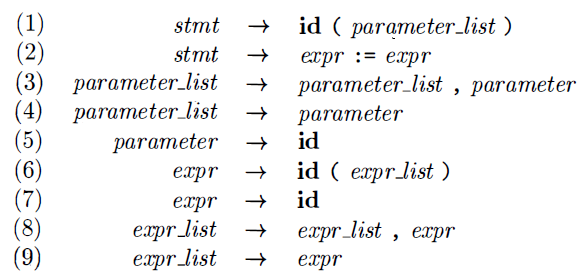 (1) stmt → id ( parameter_list )
(2) stmt → expr := expr
(3) parameter_list → parameter_list , parameter
(4) parameter_list → parameter
(5) parameter → id
(6) expr → id ( expr_list )
(7) expr → id
(8) expr_list → expr_list , expr
(9) expr_list → expr